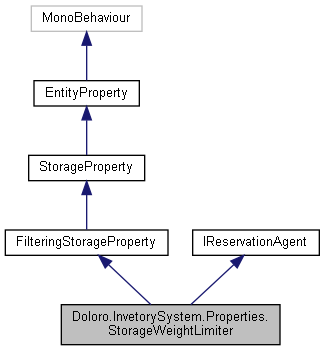 MonoBehaviour
EntityProperty
StorageProperty
FilteringStorageProperty
IReservationAgent
Doloro.InvetorySystem.Properties.
StorageWeightLimiter